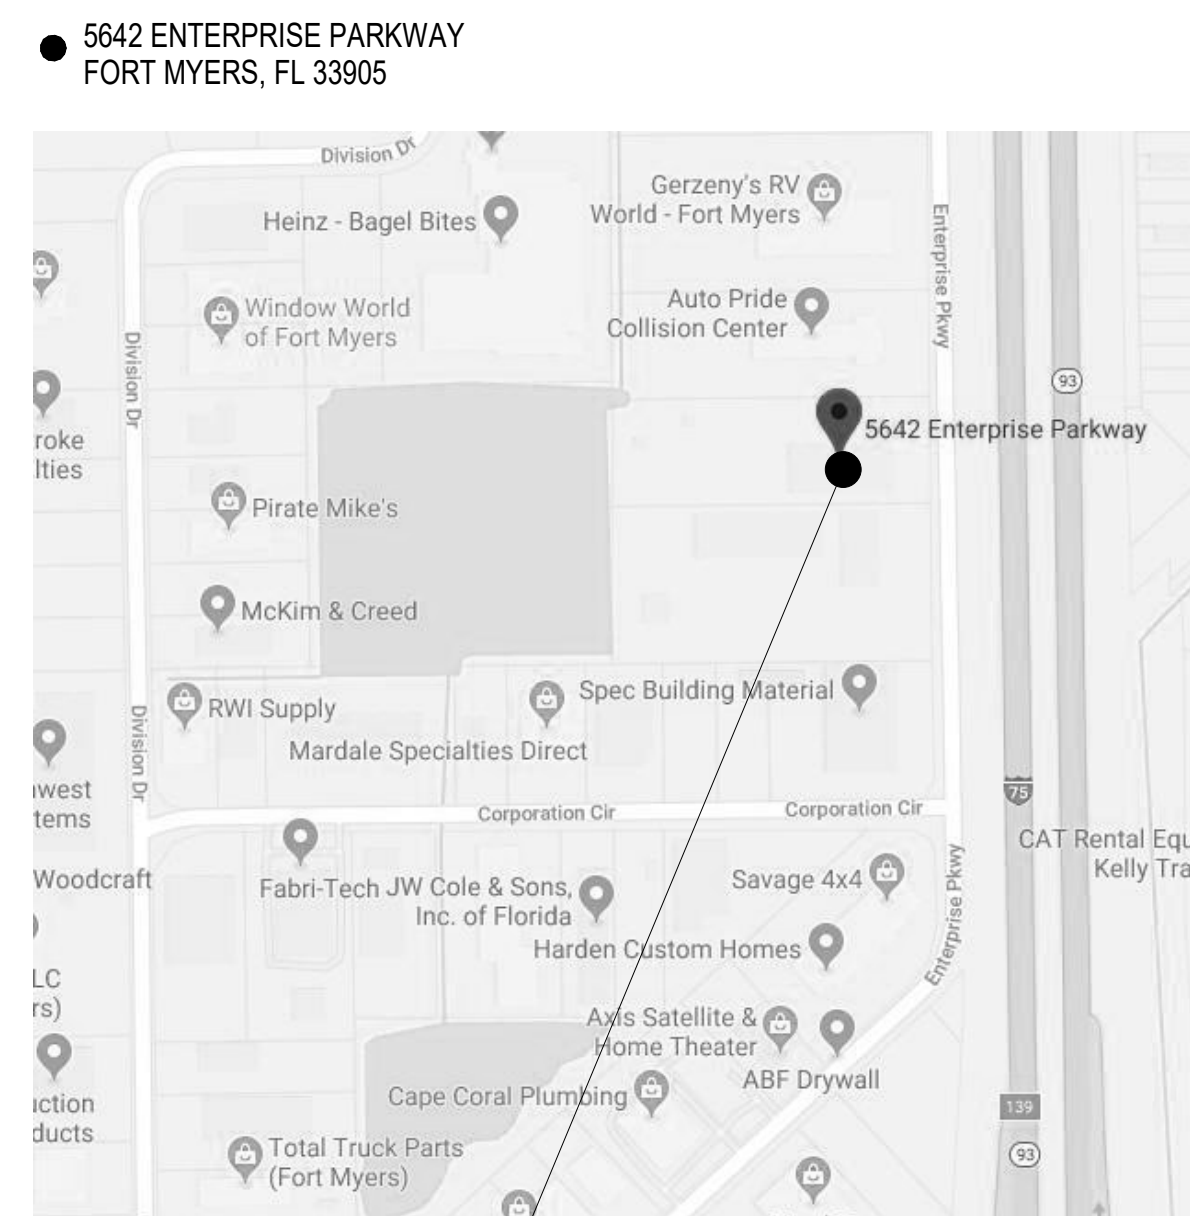 5642 ENTERPRISE PARKWAY
FORT MYERS, FL 33905
Division Dr
Gerzeny's RV
World - Fort Myers
Heinz - Bagel Bites
Enterprise Pkwy
Auto Pride
Collision Center
Window World
of Fort Myers
Division Dr
93
5642 Enterprise Parkway
roke
lties
Pirate Mike's
McKim & Creed
Spec Building Material
RWI Supply
Mardale Specialties Direct
Division Dr
west
tems
75
Corporation Cir
Corporation Cir
CAT Rental Equ
Kelly Tra
Woodcraft
Fabri-Tech
JW Cole & Sons,
Inc. of Florida
Savage 4x4
Enterprise Pkwy
Harden Custom Homes
LC
rs)
Axis Satellite &
Home Theater
ABF Drywall
Cape Coral Plumbing
139
93
uction
ducts
Total Truck Parts
(Fort Myers)